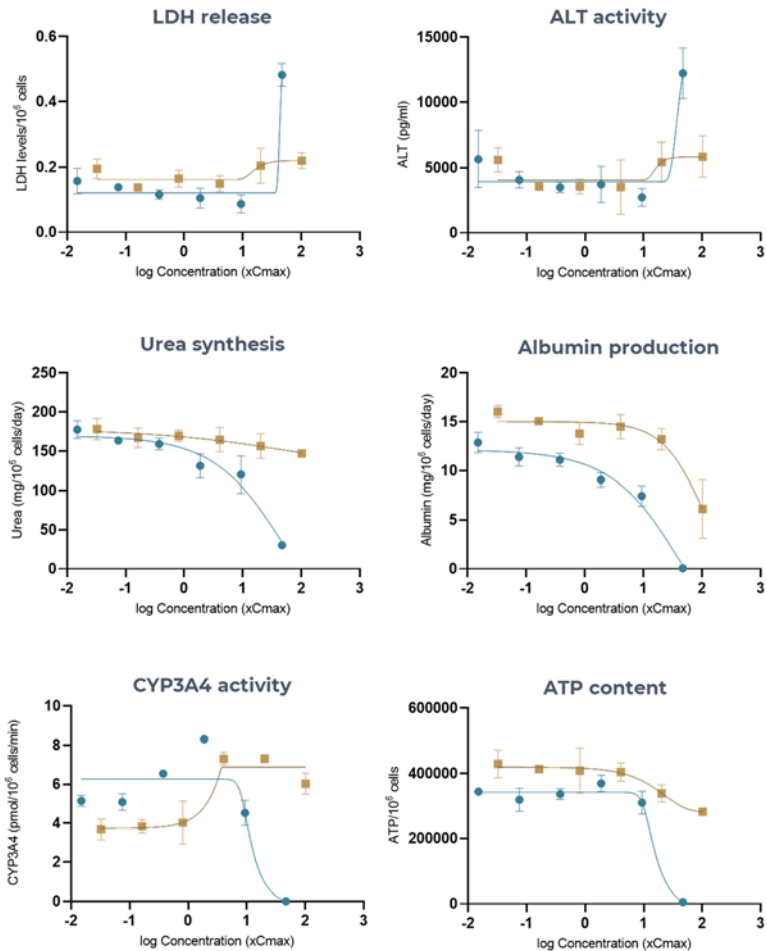 LDH release
LDH levels/10⁶ cells
0.6
0.4
0.2
0.0
-2 -1 0 1 2 3
log Concentration (xCmax)
ALT activity
ALT (pg/ml)
15000
10000
5000
0
-2 -1 0 1 2 3
log Concentration (xCmax)
Urea synthesis
Urea (mg/10⁶ cells/day)
250
200
150
100
50
0
-2 -1 0 1 2 3
log Concentration (xCmax)
Albumin production
Albumin (mg/10⁶ cells/day)
20
15
10
5
0
-2 -1 0 1 2 3
log Concentration (xCmax)
CYP3A4 activity
CYP3A4 (pmol/10⁶ cells/min)
10
8
6
4
2
0
-2 -1 0 1 2 3
log Concentration (xCmax)
ATP content
ATP/10⁶ cells
600000
400000
200000
0
-2 -1 0 1 2 3
log Concentration (xCmax)